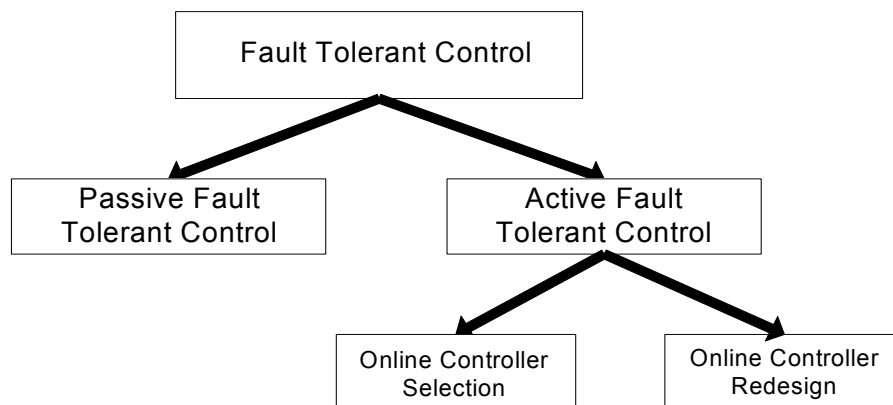 Fault Tolerant Control
Passive Fault
Tolerant Control
Active Fault
Tolerant Control
Online Controller
Selection
Online Controller
Redesign